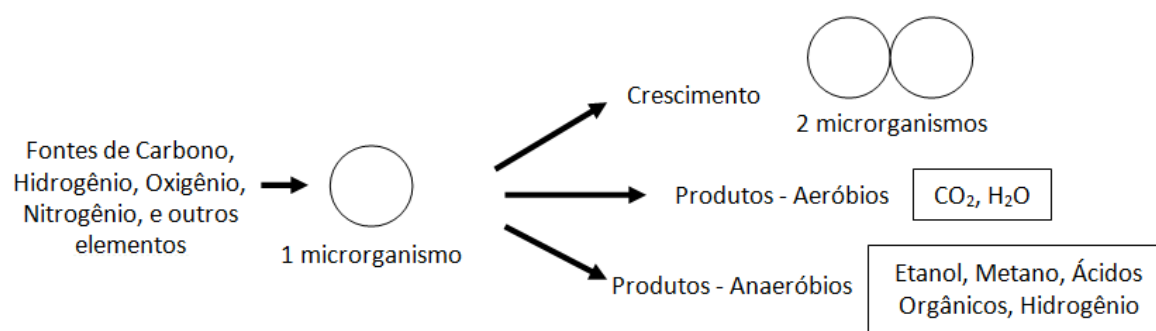 Fontes de Carbono,
Hidrogênio, Oxigênio,
Nitrogênio, e outros
elementos
1 microrganismo
Crescimento
2 microrganismos
Produtos - Aeróbios
CO₂, H₂O
Produtos - Anaeróbios
Etanol, Metano, Ácidos
Orgânicos, Hidrogênio